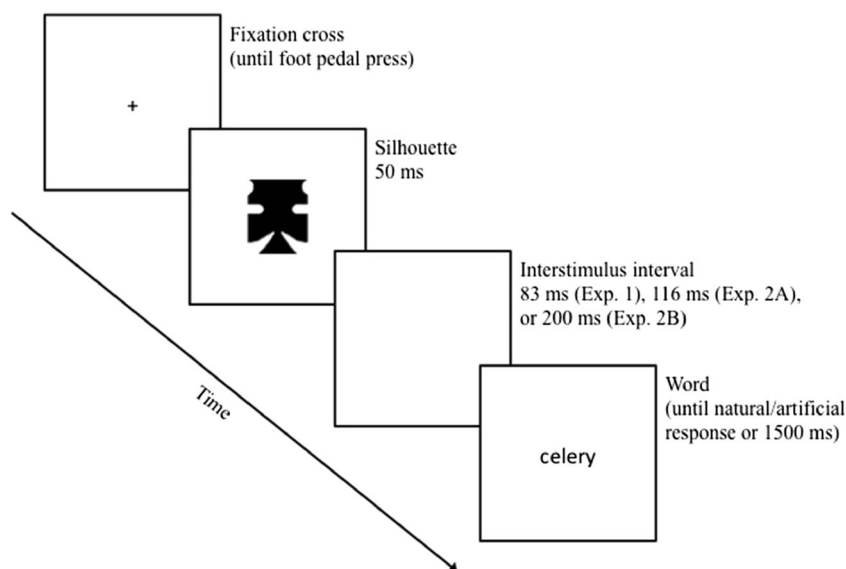 Fixation cross
(until foot pedal press)
+
Silhouette
50 ms
Interstimulus interval
83 ms (Exp. 1), 116 ms (Exp. 2A),
or 200 ms (Exp. 2B)
Time
Word
(until natural/artificial
response or 1500 ms)
celery